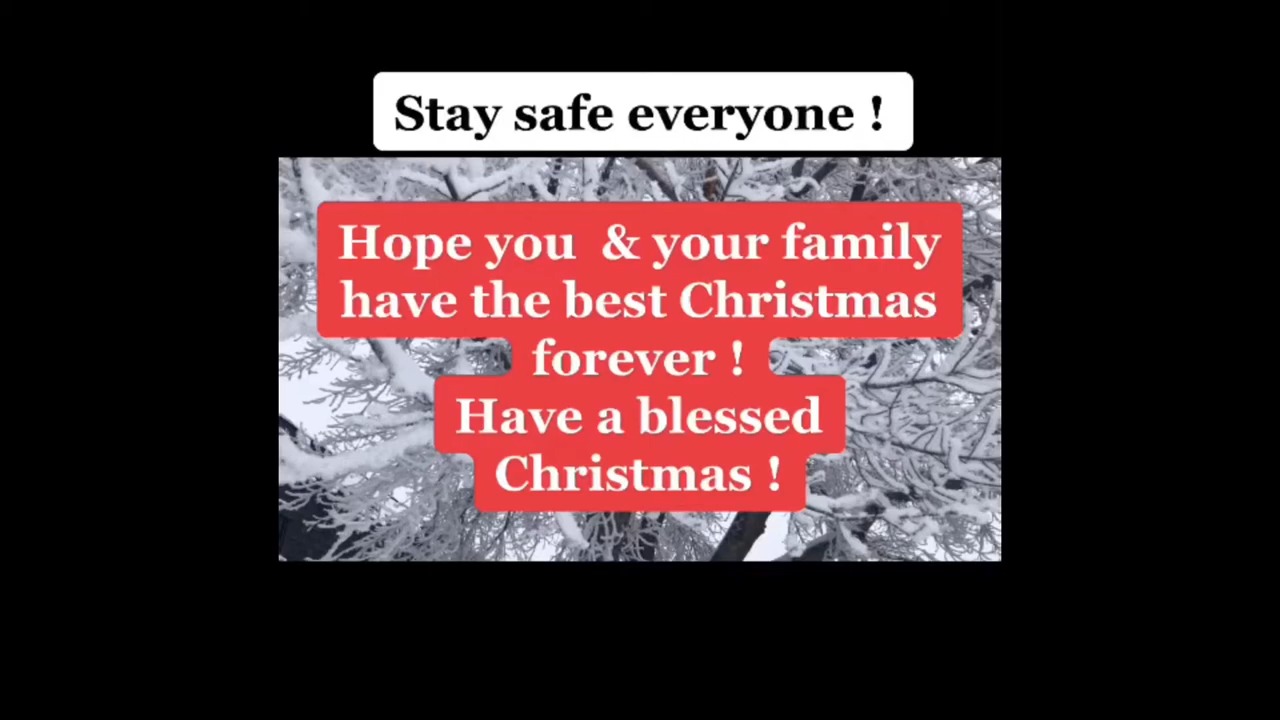 Stay safe everyone !
Hope you  & your family
have the best Christmas
forever !
Have a blessed
Christmas !